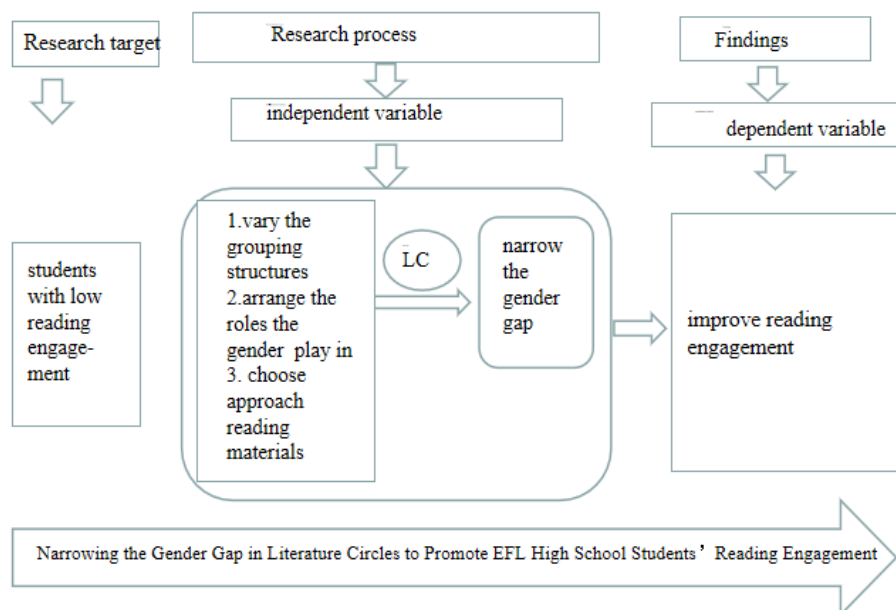 Research target
Research process
Findings
independent variable
dependent variable
students
with low
reading
engage-
ment
1.vary the
grouping
structures
2.arrange the
roles the
gender play in
3. choose
approach
reading
materials
LC
narrow
the
gender
gap
improve reading
engagement
Narrowing the Gender Gap in Literature Circles to Promote EFL High School Students’ Reading Engagement